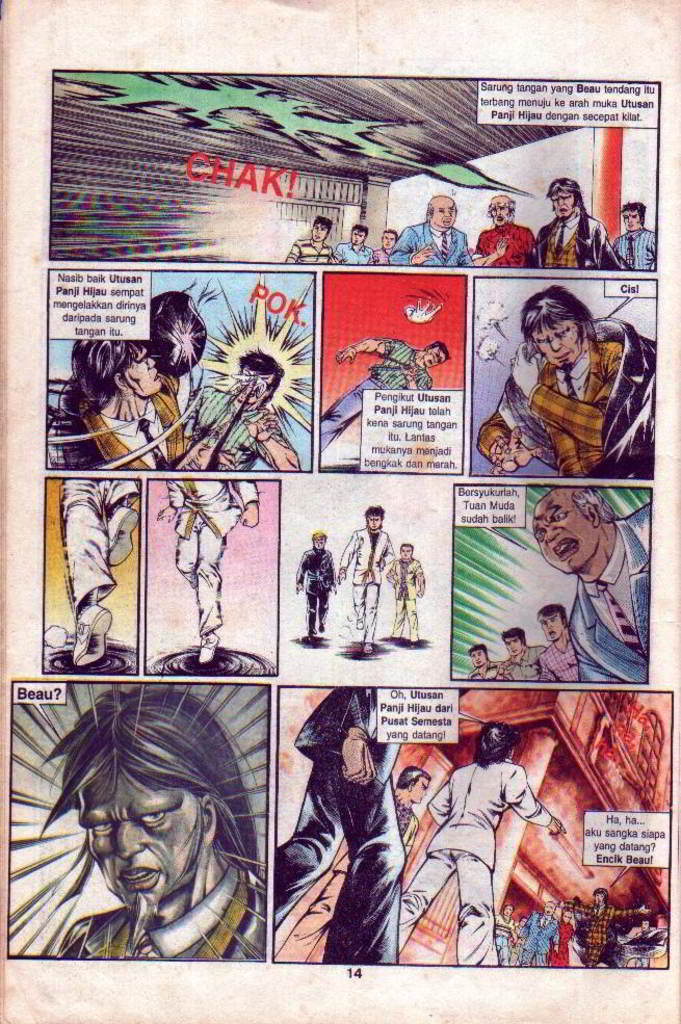 Sarung tangan yang Beau tendang itu
terbang menuju ke arah muka Utusan
Panji Hijau dengan secepat kilat.
CHAK!
Nasib baik Utusan
Panji Hijau sempat
mengelakkan dirinya
daripada sarung
tangan itu.
POK.
Pengikut Utusan
Panji Hijau telah
kena sarung tangan
itu. Lantas
mukanya menjadi
bengkak dan merah.
Cis!
Bersyukurlah,
Tuan Muda
sudah balik!
Beau?
Oh, Utusan
Panji Hijau dari
Pusat Semesta
yang datang!
Ha, ha...
aku sangka siapa
yang datang?
Encik Beau!
14